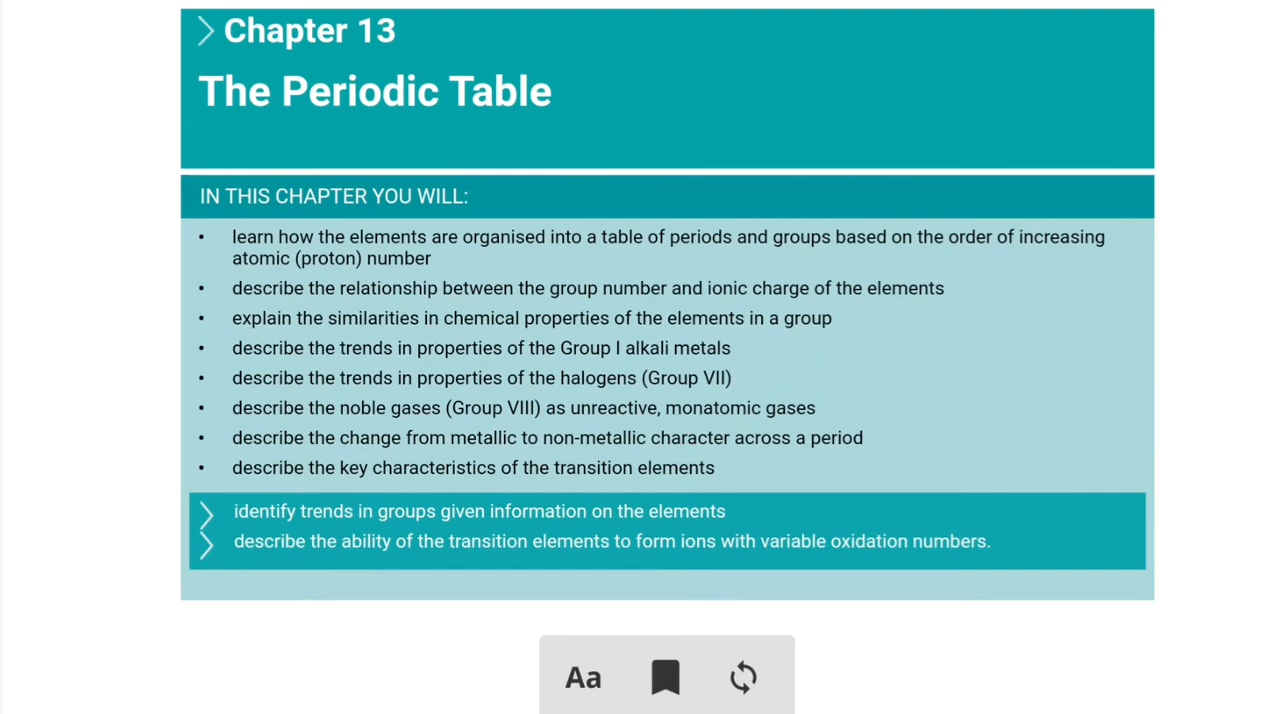 Chapter 13
The Periodic Table
IN THIS CHAPTER YOU WILL:
• learn how the elements are organised into a table of periods and groups based on the order of increasing
atomic (proton) number
• describe the relationship between the group number and ionic charge of the elements
• explain the similarities in chemical properties of the elements in a group
• describe the trends in properties of the Group I alkali metals
• describe the trends in properties of the halogens (Group VII)
• describe the noble gases (Group VIII) as unreactive, monatomic gases
• describe the change from metallic to non-metallic character across a period
• describe the key characteristics of the transition elements
identify trends in groups given information on the elements
describe the ability of the transition elements to form ions with variable oxidation numbers.
Aa